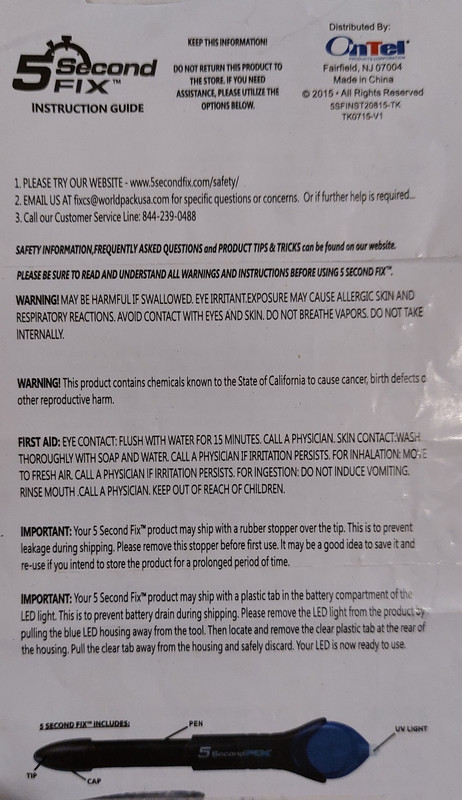 5 Second
FIX™
INSTRUCTION GUIDE
KEEP THIS INFORMATION!
DO NOT RETURN THIS PRODUCT TO
THE STORE. IF YOU NEED
ASSISTANCE, PLEASE UTILIZE THE
OPTIONS BELOW.
Distributed By:
OnTel®
PRODUCTS CORPORATION
Fairfield, NJ 07004
Made in China
© 2015 • All Rights Reserved
5SFINST20815-TK
TK0715-V1
1. PLEASE TRY OUR WEBSITE - www.5secondfix.com/safety/
2. EMAIL US AT fixcs@worldpackusa.com for specific questions or concerns. Or if further help is required...
3. Call our Customer Service Line: 844-239-0488
SAFETY INFORMATION,FREQUENTLY ASKED QUESTIONS and PRODUCT TIPS & TRICKS can be found on our website.
PLEASE BE SURE TO READ AND UNDERSTAND ALL WARNINGS AND INSTRUCTIONS BEFORE USING 5 SECOND FIX™.
WARNING! MAY BE HARMFUL IF SWALLOWED. EYE IRRITANT.EXPOSURE MAY CAUSE ALLERGIC SKIN AND
RESPIRATORY REACTIONS. AVOID CONTACT WITH EYES AND SKIN. DO NOT BREATHE VAPORS. DO NOT TAKE
INTERNALLY.
WARNING! This product contains chemicals known to the State of California to cause cancer, birth defects o
other reproductive harm.
FIRST AID: EYE CONTACT: FLUSH WITH WATER FOR 15 MINUTES. CALL A PHYSICIAN. SKIN CONTACT:WASH
THOROUGHLY WITH SOAP AND WATER. CALL A PHYSICIAN IF IRRITATION PERSISTS. FOR INHALATION: MOVE
TO FRESH AIR. CALL A PHYSICIAN IF IRRITATION PERSISTS. FOR INGESTION: DO NOT INDUCE VOMITING.
RINSE MOUTH .CALL A PHYSICIAN. KEEP OUT OF REACH OF CHILDREN.
IMPORTANT: Your 5 Second Fix™ product may ship with a rubber stopper over the tip. This is to prevent
leakage during shipping. Please remove this stopper before first use. It may be a good idea to save it and
re-use if you intend to store the product for a prolonged period of time.
IMPORTANT: Your 5 Second Fix™ product may ship with a plastic tab in the battery compartment of the
LED light. This is to prevent battery drain during shipping. Please remove the LED light from the product by
pulling the blue LED housing away from the tool. Then locate and remove the clear plastic tab at the rear of
the housing. Pull the clear tab away from the housing and safely discard. Your LED is now ready to use.
5 SECOND FIX™ INCLUDES:
PEN
UV LIGHT
5 Second FIX
TIP
CAP